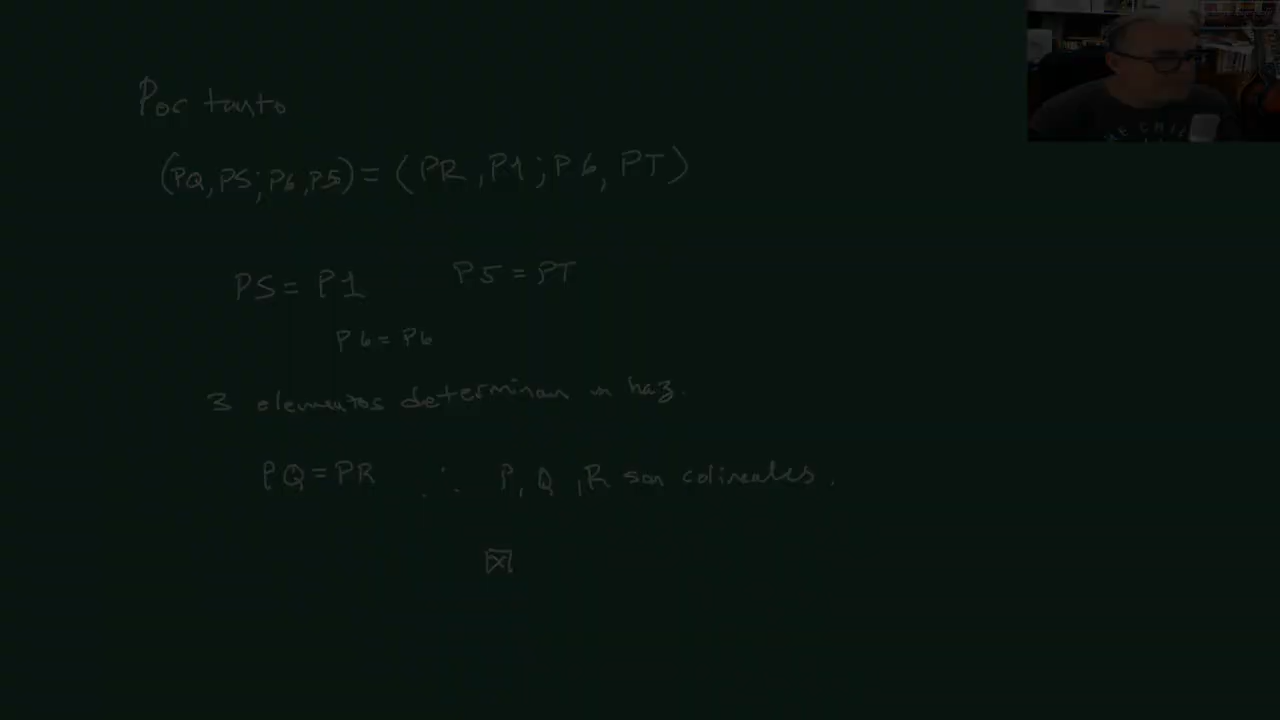 Por tanto
(PQ, PS; P6, P5) = (PR, P1; P6, PT)
PS = P1 P5 = PT
P6 = P6
3 elementos determinan un haz.
PQ = PR ∴ P, Q, R son colineales.